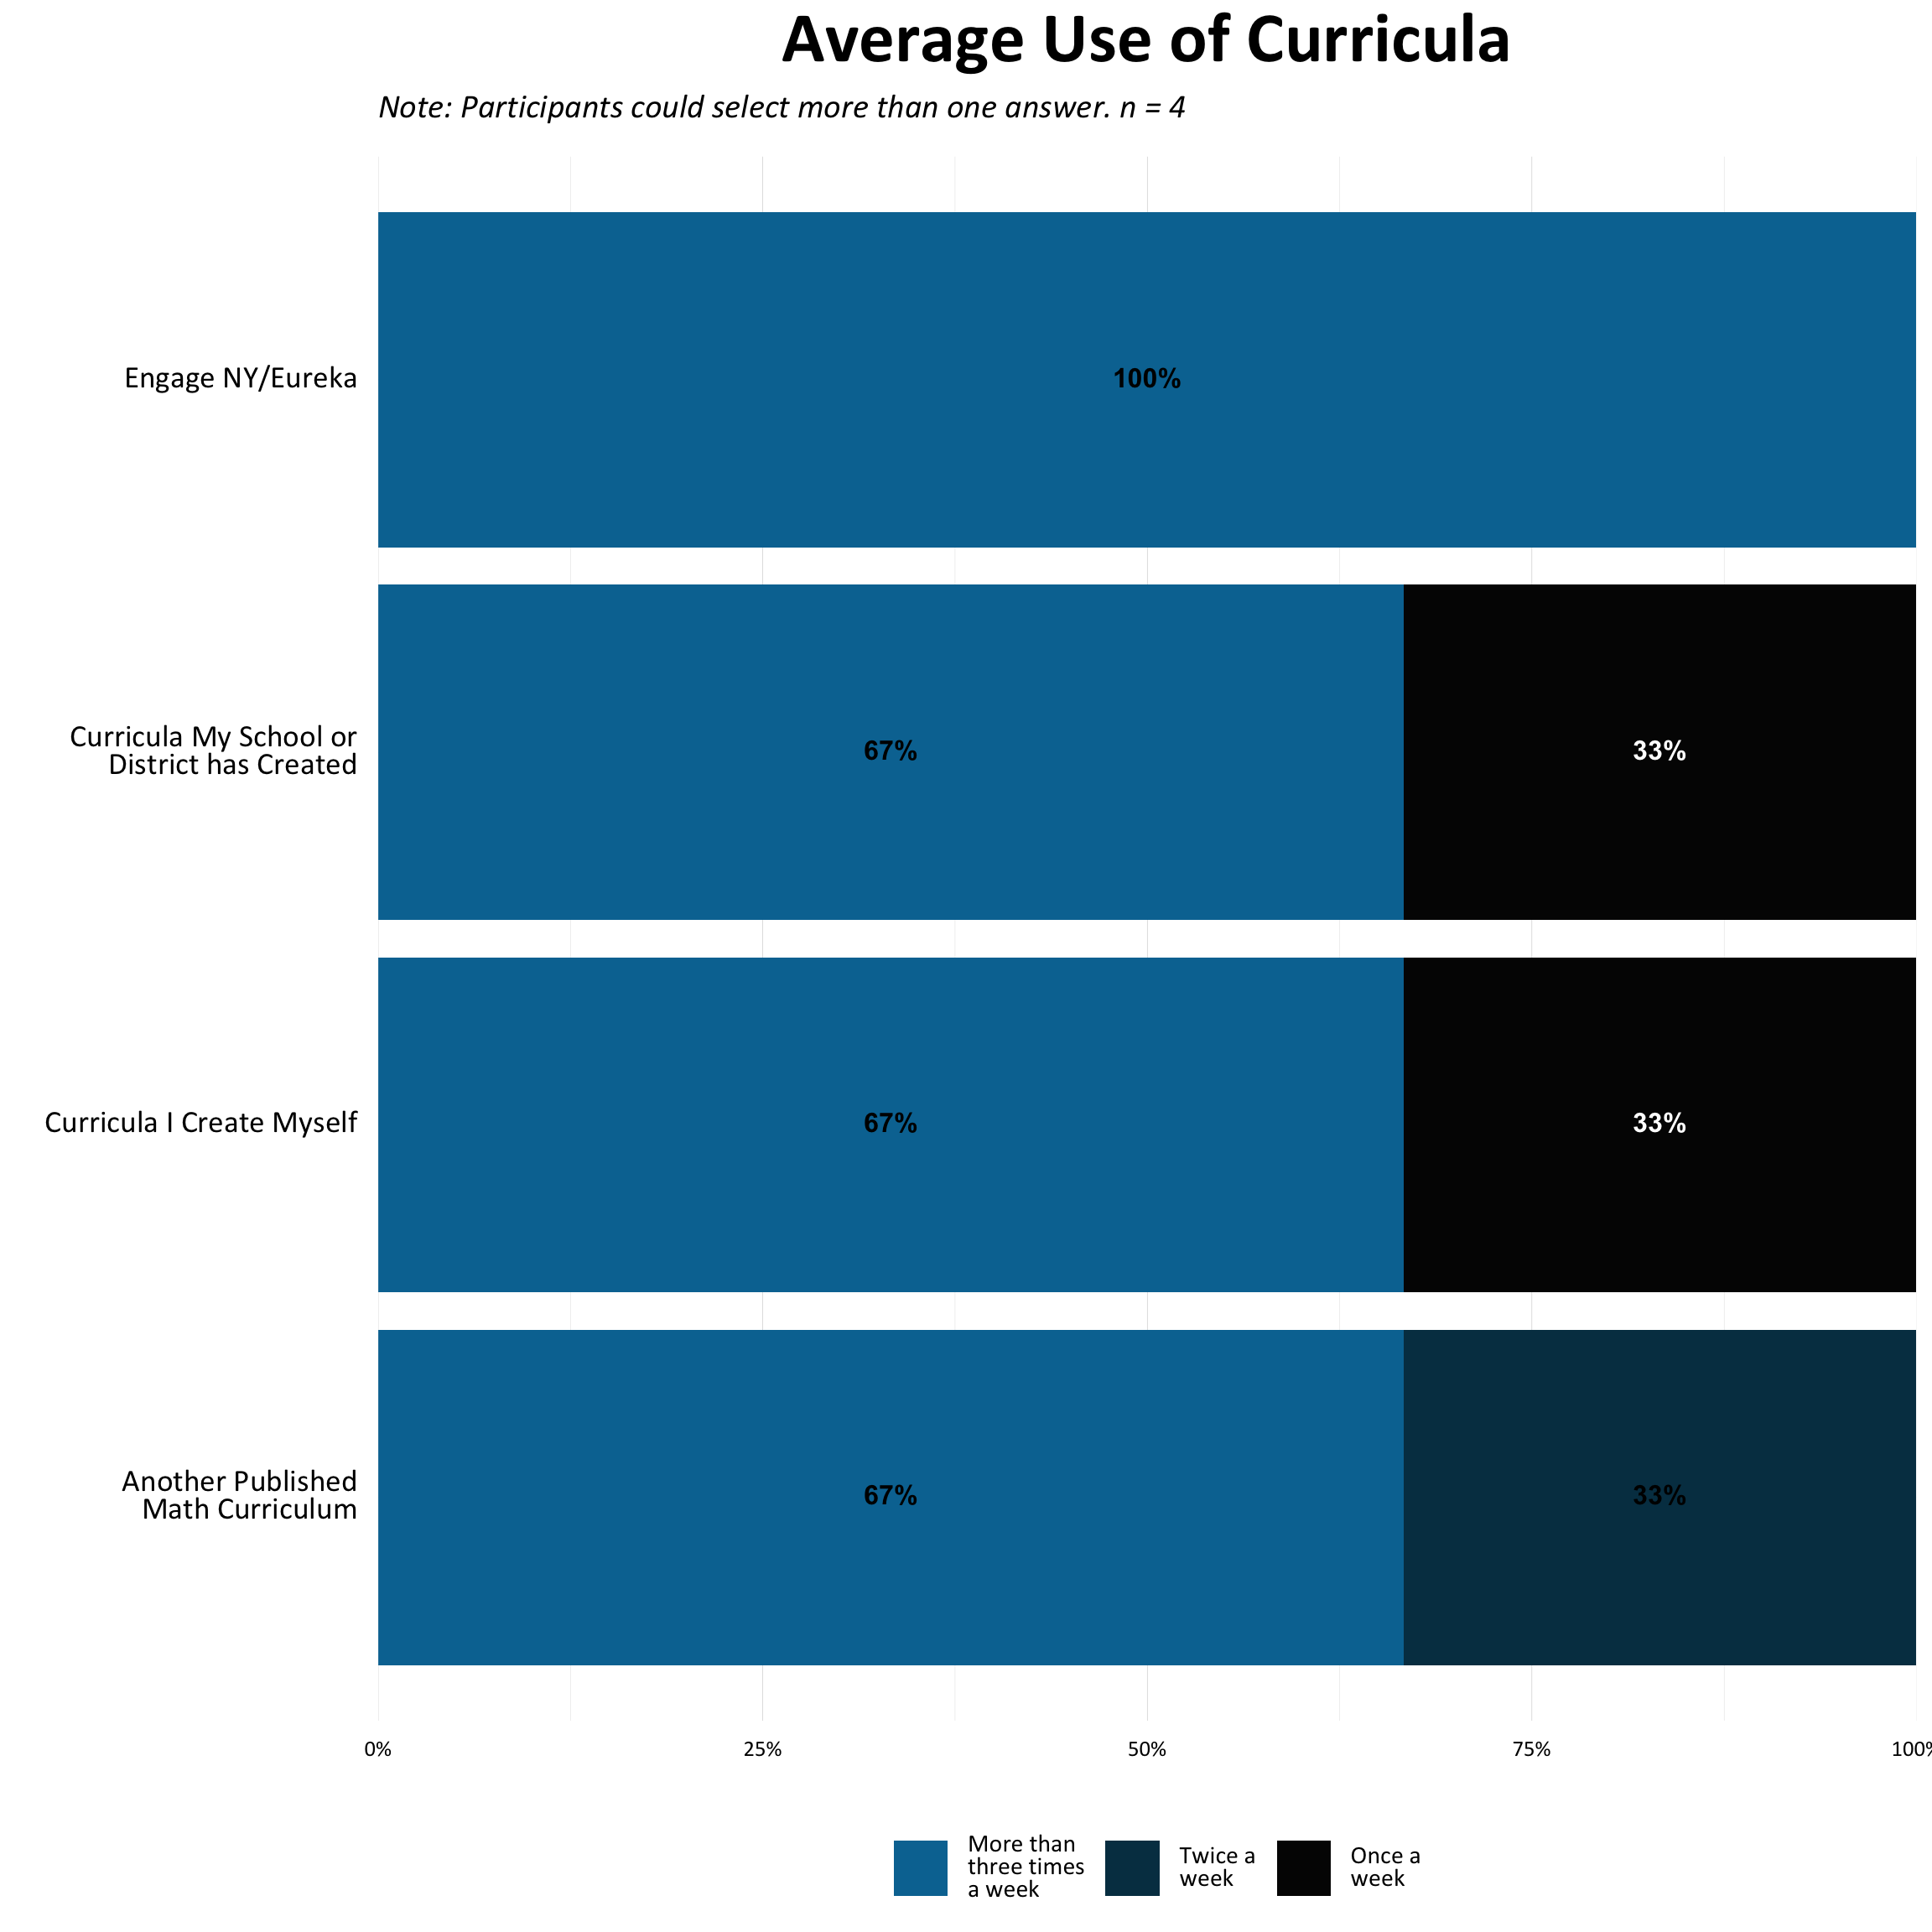 Average Use of Curricula
Note: Participants could select more than one answer. n = 4
Engage NY/Eureka
100%
Curricula My School or
District has Created
67%
33%
Curricula I Create Myself
67%
33%
Another Published
Math Curriculum
67%
33%
0%
25%
50%
75%
100%
More than
three times
a week
Twice a
week
Once a
week